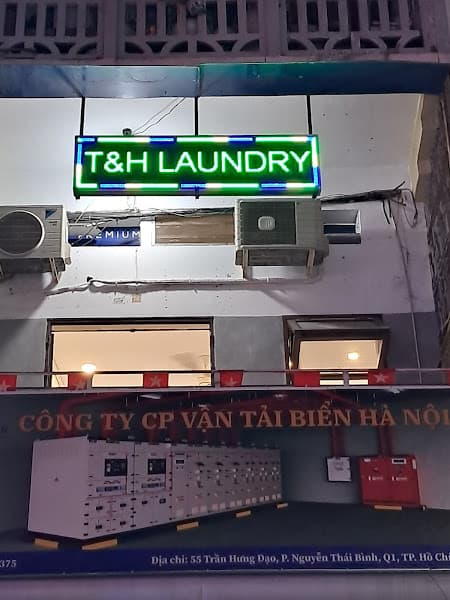 T&H LAUNDRY
PREMIUM
CÔNG TY CP VẬN TẢI BIỂN HÀ NỘI
375
Địa chỉ: 55 Trần Hưng Đạo, P. Nguyễn Thái Bình, Q1, TP. Hồ Chí